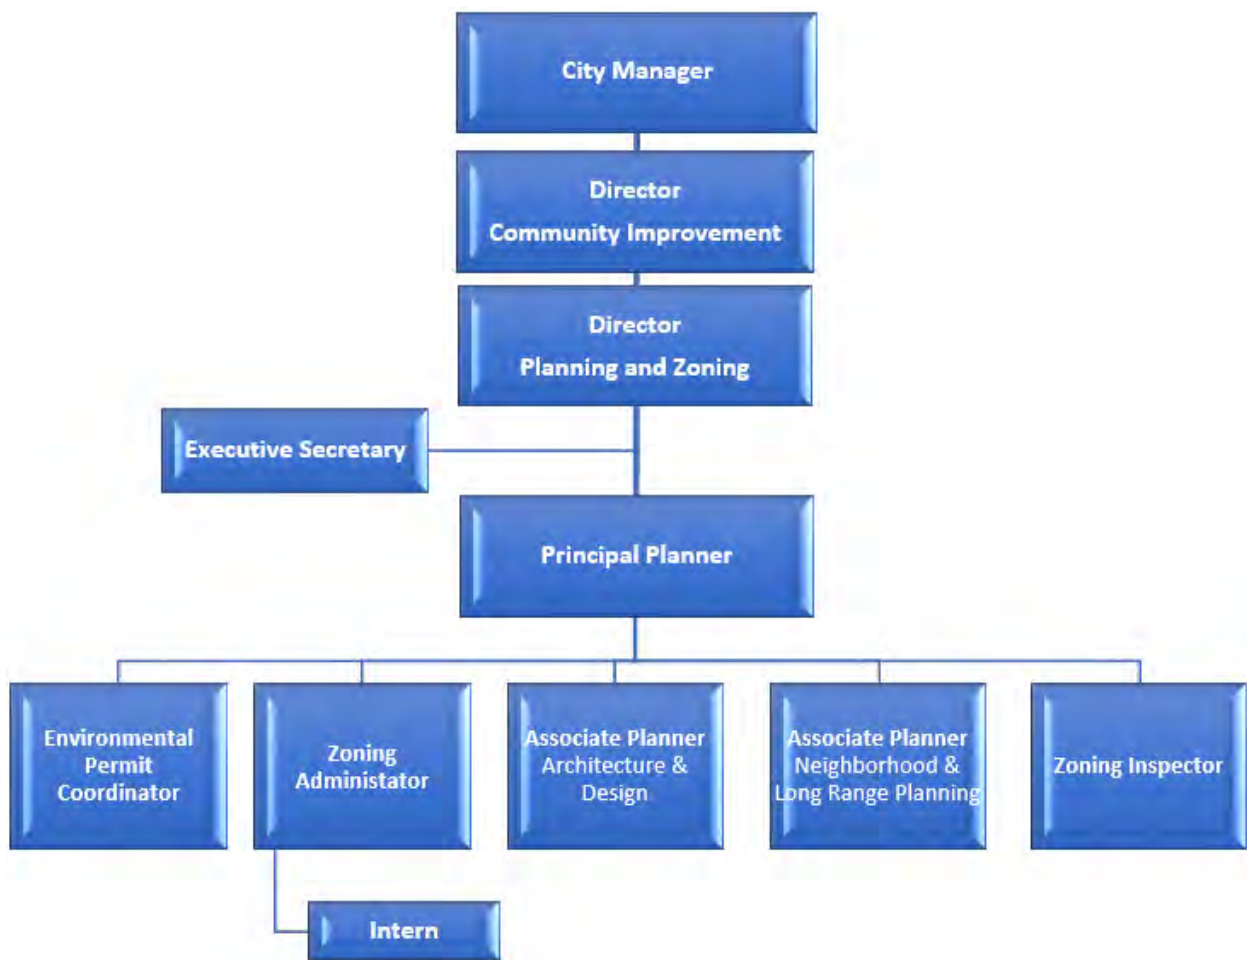 City Manager
Director
Community Improvement
Director
Planning and Zoning
Executive Secretary
Principal Planner
Environmental
Permit
Coordinator
Zoning
Administator
Associate Planner
Architecture &
Design
Associate Planner
Neighborhood &
Long Range Planning
Zoning Inspector
Intern